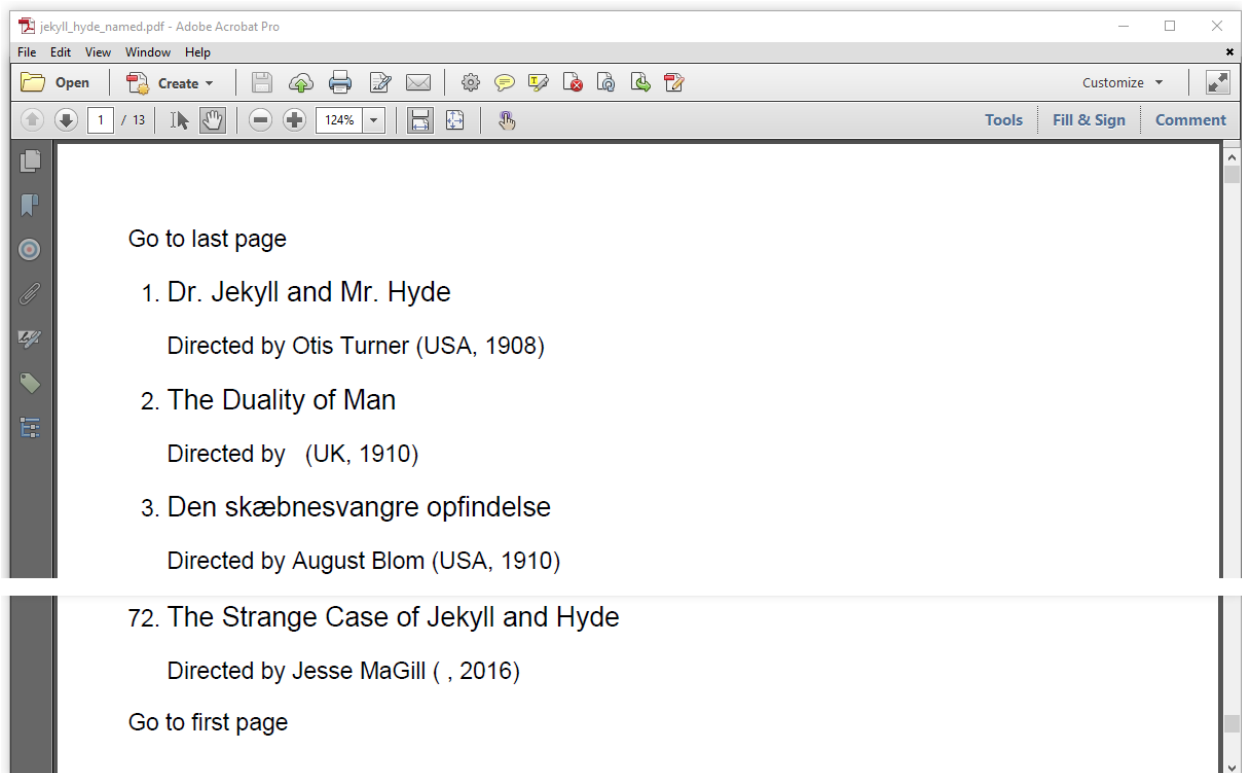 jekyll_hyde_named.pdf - Adobe Acrobat Pro
File Edit View Window Help
Open Create Customize
1 / 13 124% Tools Fill & Sign Comment
Go to last page
1. Dr. Jekyll and Mr. Hyde
Directed by Otis Turner (USA, 1908)
2. The Duality of Man
Directed by (UK, 1910)
3. Den skæbnesvangre opfindelse
Directed by August Blom (USA, 1910)
72. The Strange Case of Jekyll and Hyde
Directed by Jesse MaGill ( , 2016)
Go to first page